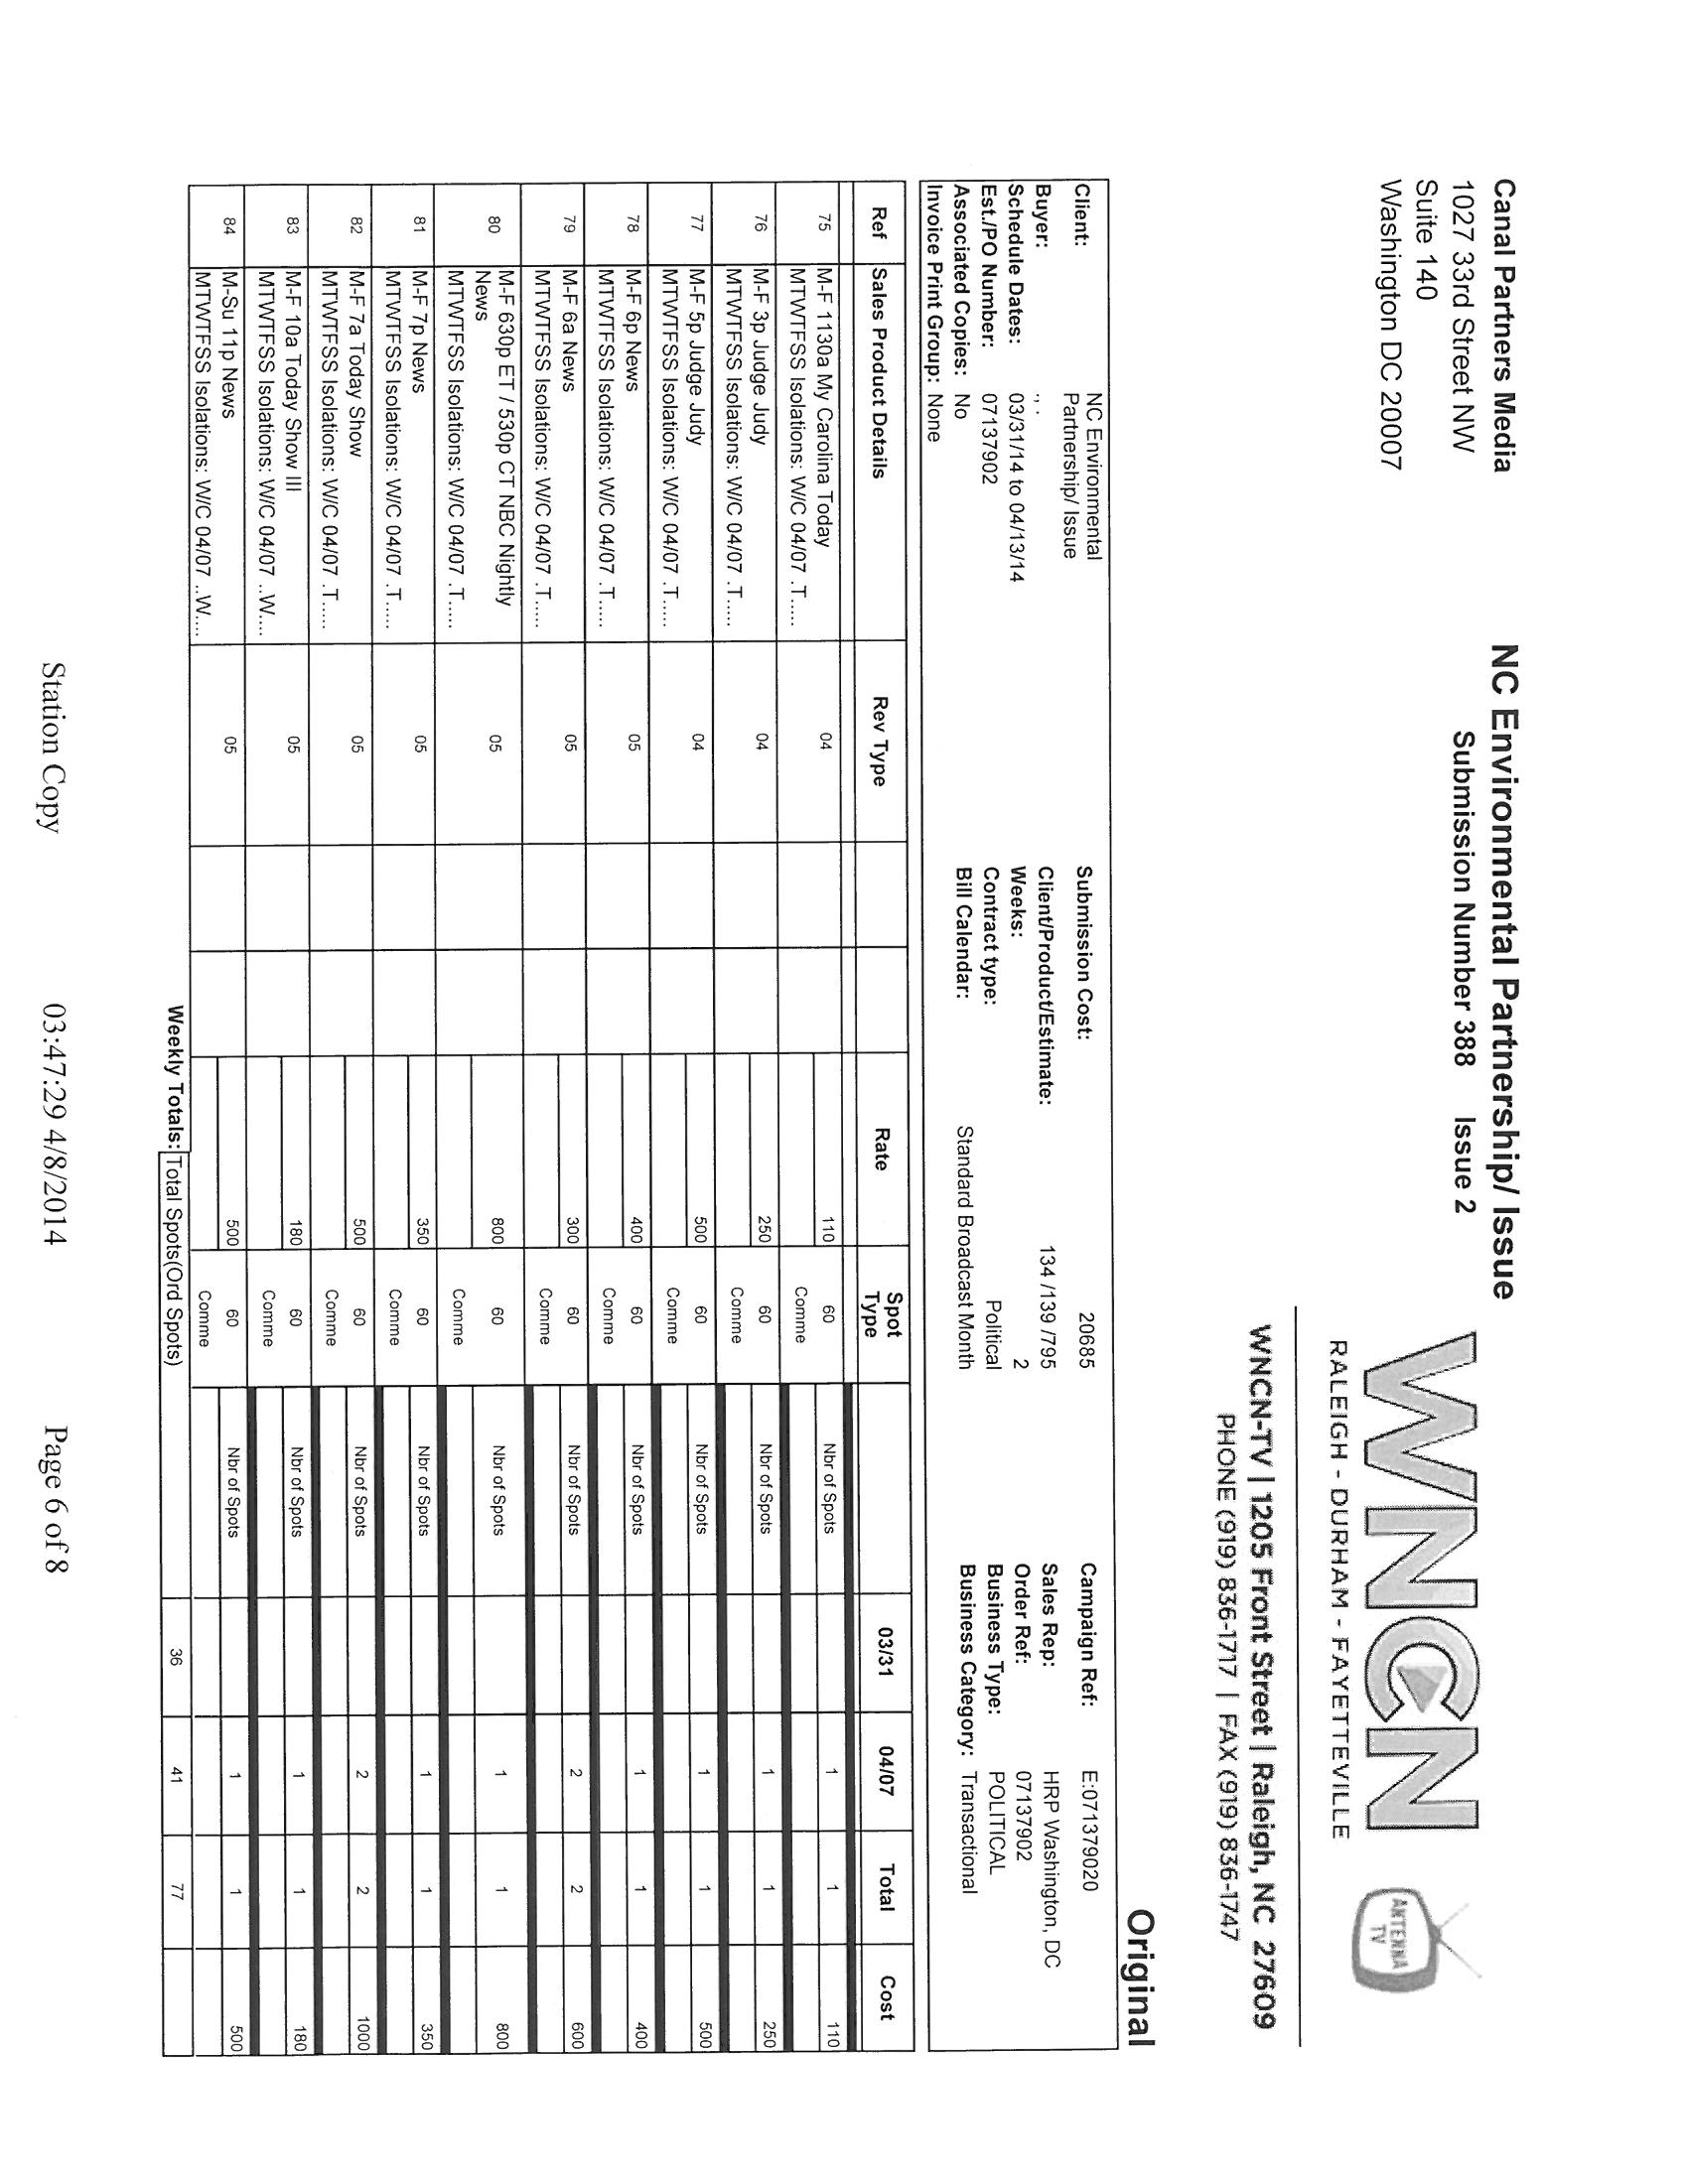 Canal Partners Media
1027 33rd Street NW
Suite 140
Washington DC 20007
NC Environmental Partnership/ Issue
Submission Number 388 Issue 2
WNCN
RALEIGH - DURHAM - FAYETTEVILLE
ANTENNA
TV
WNCN-TV | 1205 Front Street | Raleigh, NC 27609
PHONE (919) 836-1717 | FAX (919) 836-1747
Original
Client: NC Environmental Partnership/ Issue Submission Cost: 20685 Campaign Ref: E:071379020
Buyer: ., . Client/Product/Estimate: 134 /139 /795 Sales Rep: HRP Washington, DC
Schedule Dates: 03/31/14 to 04/13/14 Weeks: 2 Order Ref: 07137902
Est./PO Number: 07137902 Contract type: Political Business Type: POLITICAL
Associated Copies: No Bill Calendar: Standard Broadcast Month Business Category: Transactional
Invoice Print Group: None
Ref Sales Product Details Rev Type Rate Spot Type 03/31 04/07 Total Cost
75 M-F 1130a My Carolina Today 04 110 60 Nbr of Spots 1 1 110
MTWTFSS Isolations: W/C 04/07 .T..... Comme
76 M-F 3p Judge Judy 04 250 60 Nbr of Spots 1 1 250
MTWTFSS Isolations: W/C 04/07 .T..... Comme
77 M-F 5p Judge Judy 04 500 60 Nbr of Spots 1 1 500
MTWTFSS Isolations: W/C 04/07 .T..... Comme
78 M-F 6p News 05 400 60 Nbr of Spots 1 1 400
MTWTFSS Isolations: W/C 04/07 .T..... Comme
79 M-F 6a News 05 300 60 Nbr of Spots 2 2 600
MTWTFSS Isolations: W/C 04/07 .T..... Comme
80 M-F 630p ET / 530p CT NBC Nightly 05 800 60 Nbr of Spots 1 1 800
News
MTWTFSS Isolations: W/C 04/07 .T..... Comme
81 M-F 7p News 05 350 60 Nbr of Spots 1 1 350
MTWTFSS Isolations: W/C 04/07 .T..... Comme
82 M-F 7a Today Show 05 500 60 Nbr of Spots 2 2 1000
MTWTFSS Isolations: W/C 04/07 .T..... Comme
83 M-F 10a Today Show III 05 180 60 Nbr of Spots 1 1 180
MTWTFSS Isolations: W/C 04/07 ..W.... Comme
84 M-Su 11p News 05 500 60 Nbr of Spots 1 1 500
MTWTFSS Isolations: W/C 04/07 ..W.... Comme
Weekly Totals: Total Spots(Ord Spots) 36 41 77
Station Copy 03:47:29 4/8/2014 Page 6 of 8